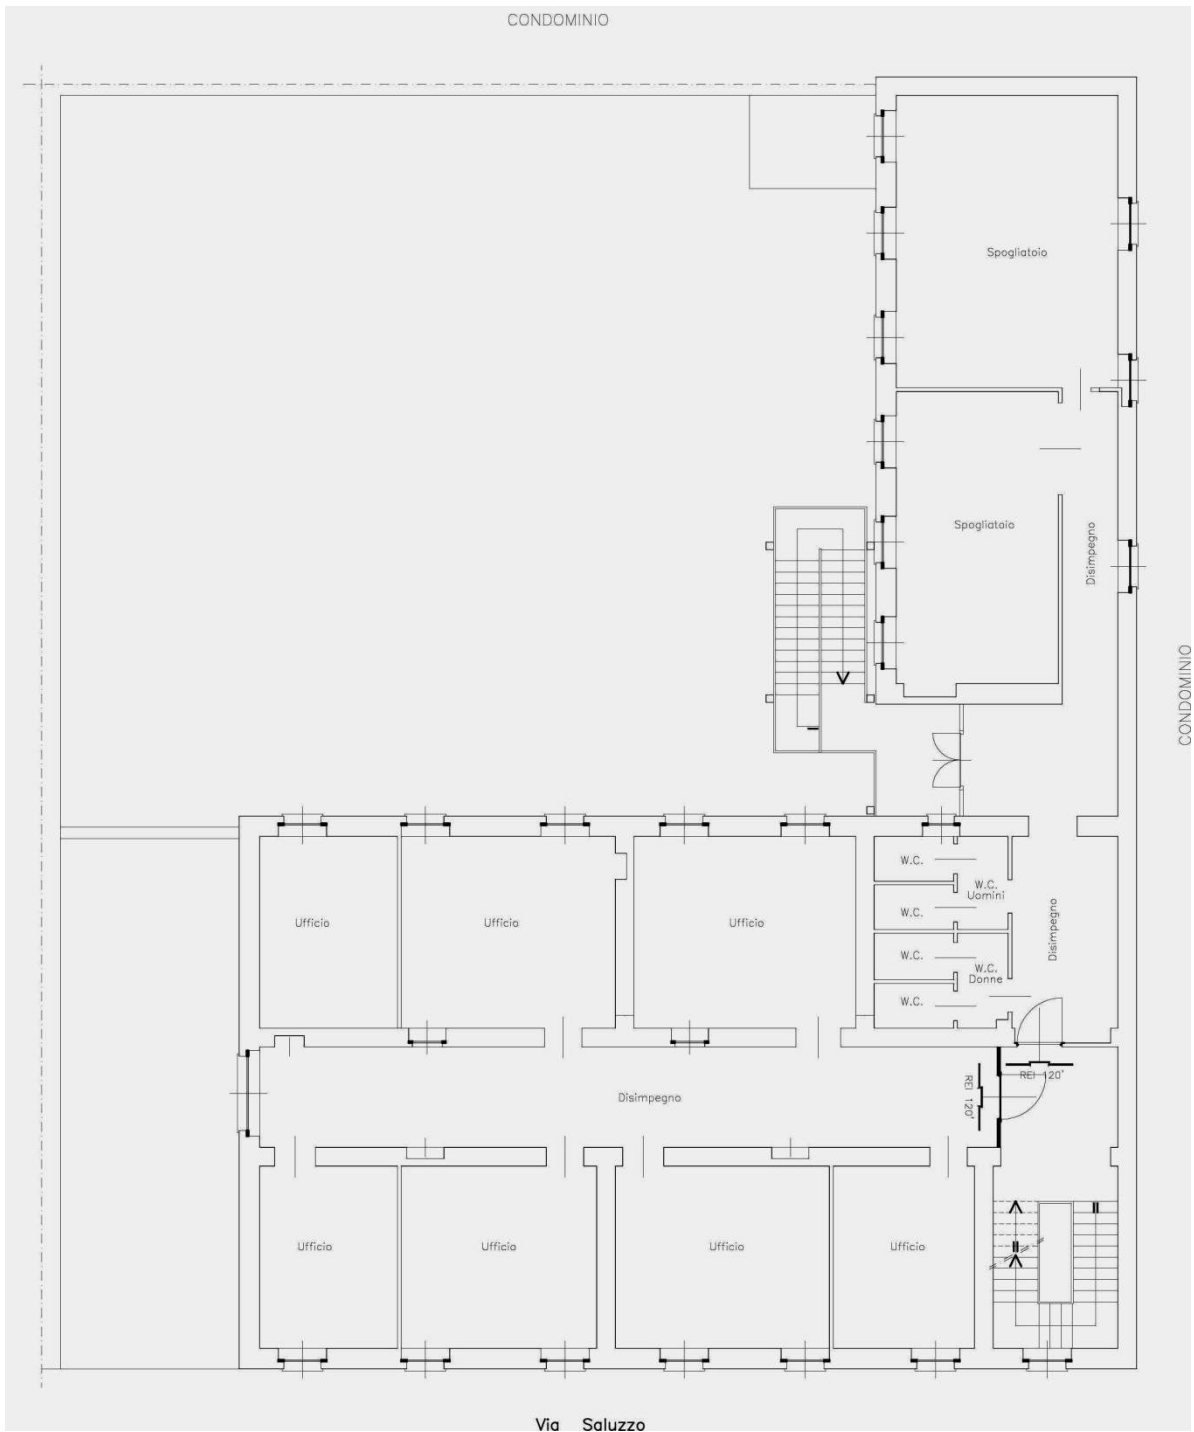 CONDOMINIO
Spogliatoio
Spogliatoio
Disimpegno
CONDOMINIO
W.C.
W.C.
Uomini
W.C.
W.C.
W.C.
Donne
W.C.
Disimpegno
Ufficio
Ufficio
Ufficio
REI 120'
REI 120'
Disimpegno
Ufficio
Ufficio
Ufficio
Ufficio
Via Saluzzo